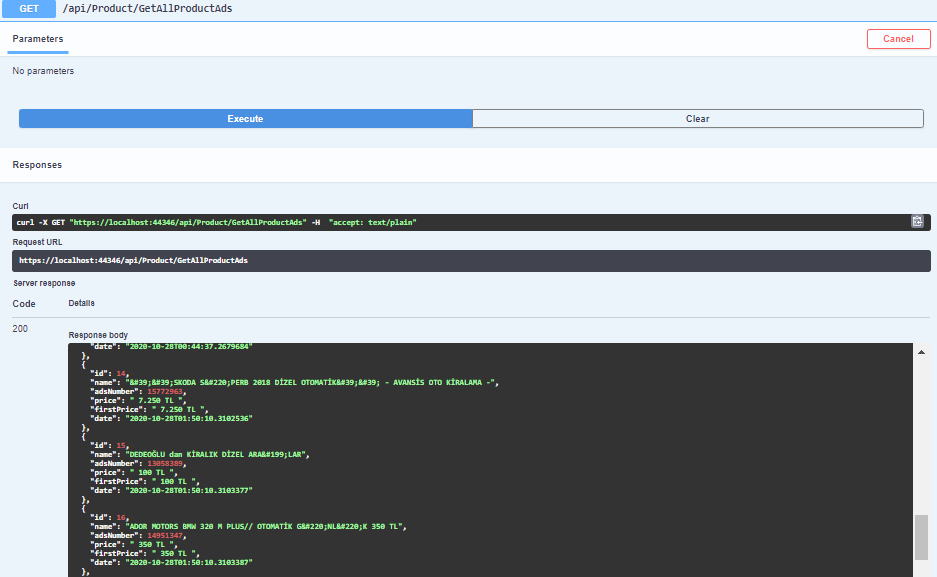 GET /api/Product/GetAllProductAds
Parameters
Cancel
No parameters
Execute
Clear
Responses
Curl
curl -X GET "https://localhost:44346/api/Product/GetAllProductAds" -H  "accept: text/plain"
Request URL
https://localhost:44346/api/Product/GetAllProductAds
Server response
Code Details
200
Response body
"date": "2020-10-28T00:44:37.2679684"
},
{
"id": 14,
"name": "&#39;&#39;SKODA S&#220;PERB 2018 DİZEL OTOMATİK&#39;&#39; - AVANSİS OTO KİRALAMA -",
"adsNumber": 15772963,
"price": " 7.250 TL ",
"firstPrice": " 7.250 TL ",
"date": "2020-10-28T01:50:10.3102536"
},
{
"id": 15,
"name": "DEDEOĞLU dan KİRALIK DİZEL ARA&#199;LAR",
"adsNumber": 13058389,
"price": " 100 TL ",
"firstPrice": " 100 TL ",
"date": "2020-10-28T01:50:10.3103377"
},
{
"id": 16,
"name": "ADOR MOTORS BMW 320 M PLUS// OTOMATİK G&#220;NL&#220;K 350 TL",
"adsNumber": 14951347,
"price": " 350 TL ",
"firstPrice": " 350 TL ",
"date": "2020-10-28T01:50:10.3103387"
},